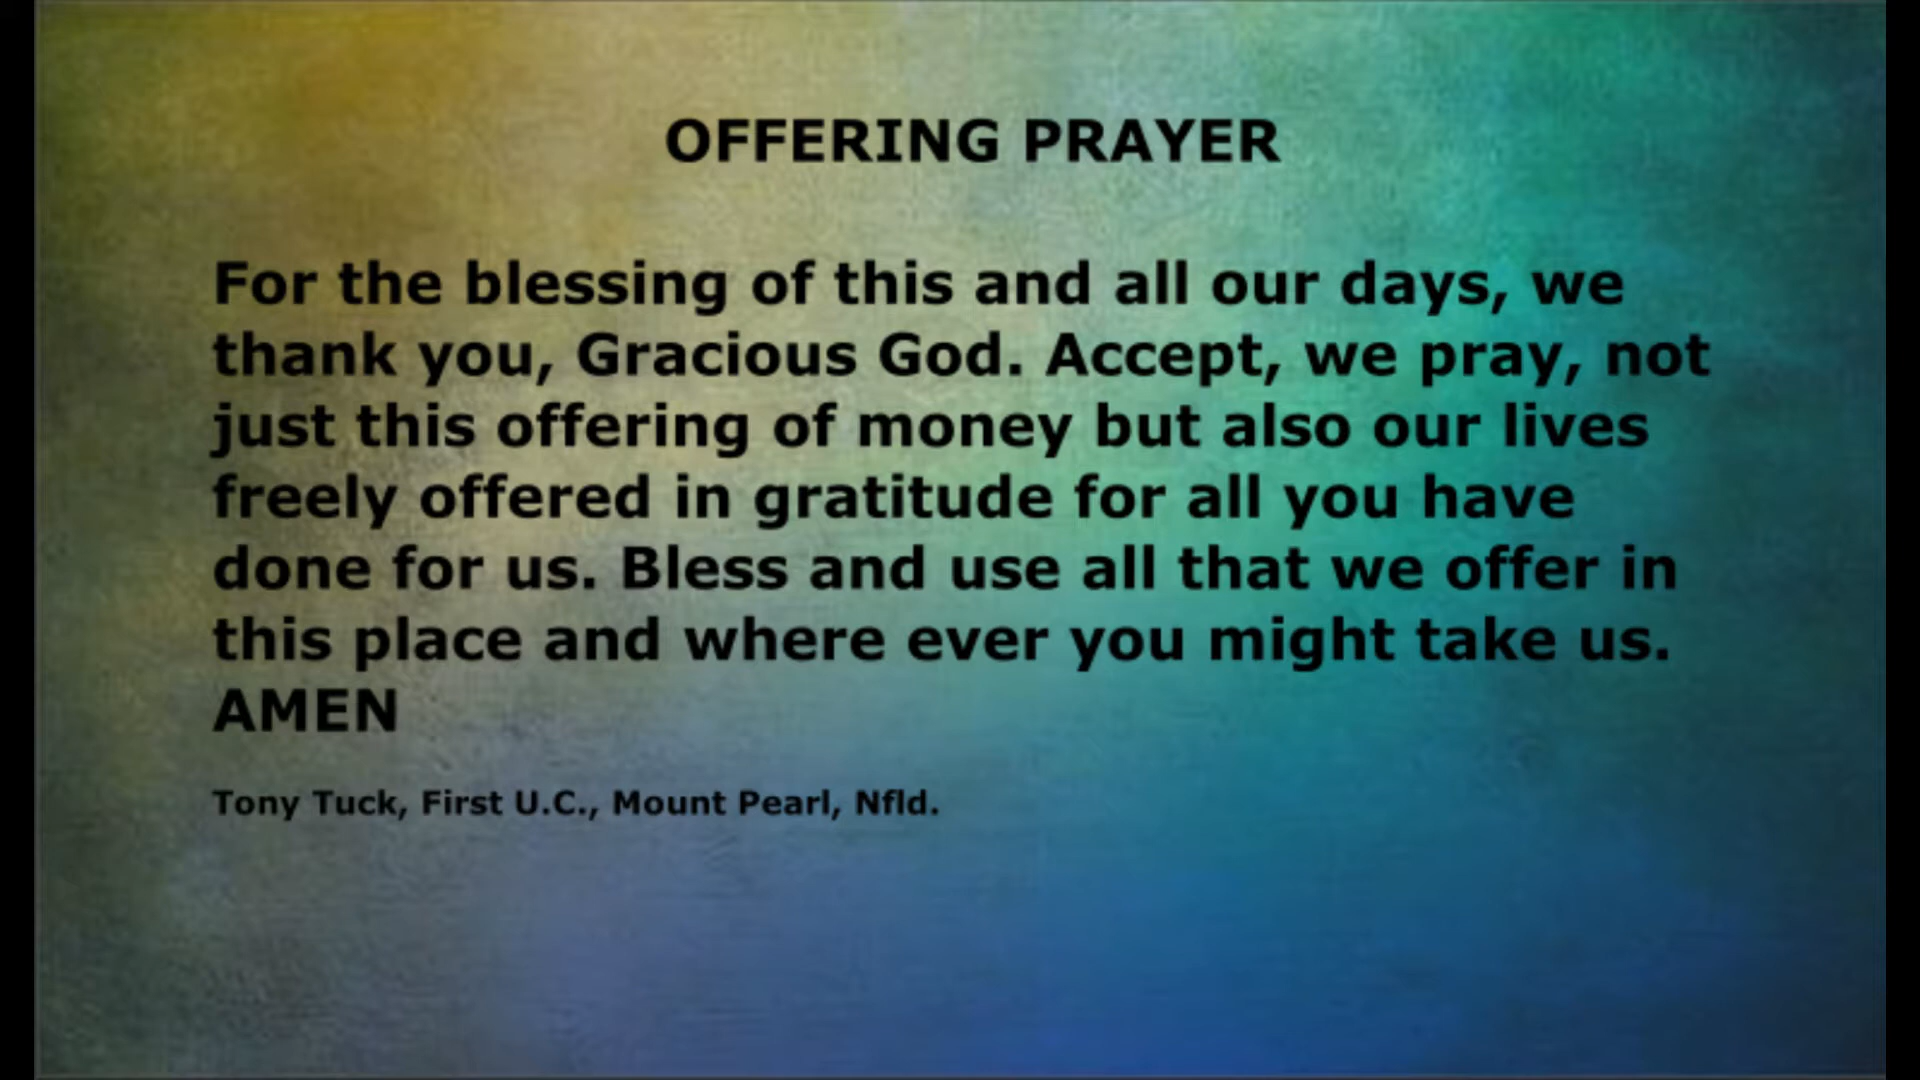 OFFERING PRAYER
For the blessing of this and all our days, we
thank you, Gracious God. Accept, we pray, not
just this offering of money but also our lives
freely offered in gratitude for all you have
done for us. Bless and use all that we offer in
this place and where ever you might take us.
AMEN
Tony Tuck, First U.C., Mount Pearl, Nfld.